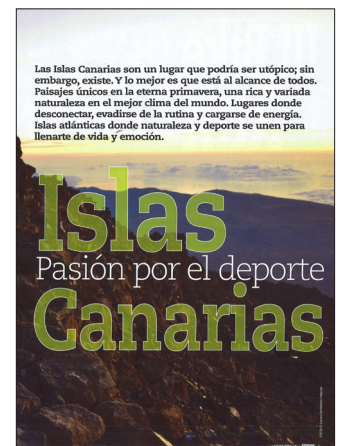 Las Islas Canarias son un lugar que podría ser utópico; sin
embargo, existe. Y lo mejor es que está al alcance de todos.
Paisajes únicos en la eterna primavera, una rica y variada
naturaleza en el mejor clima del mundo. Lugares donde
desconectar, evadirse de la rutina y cargarse de energía.
Islas atlánticas donde naturaleza y deporte se unen para
llenarte de vida y emoción.
Islas
Pasión por el deporte
Canarias